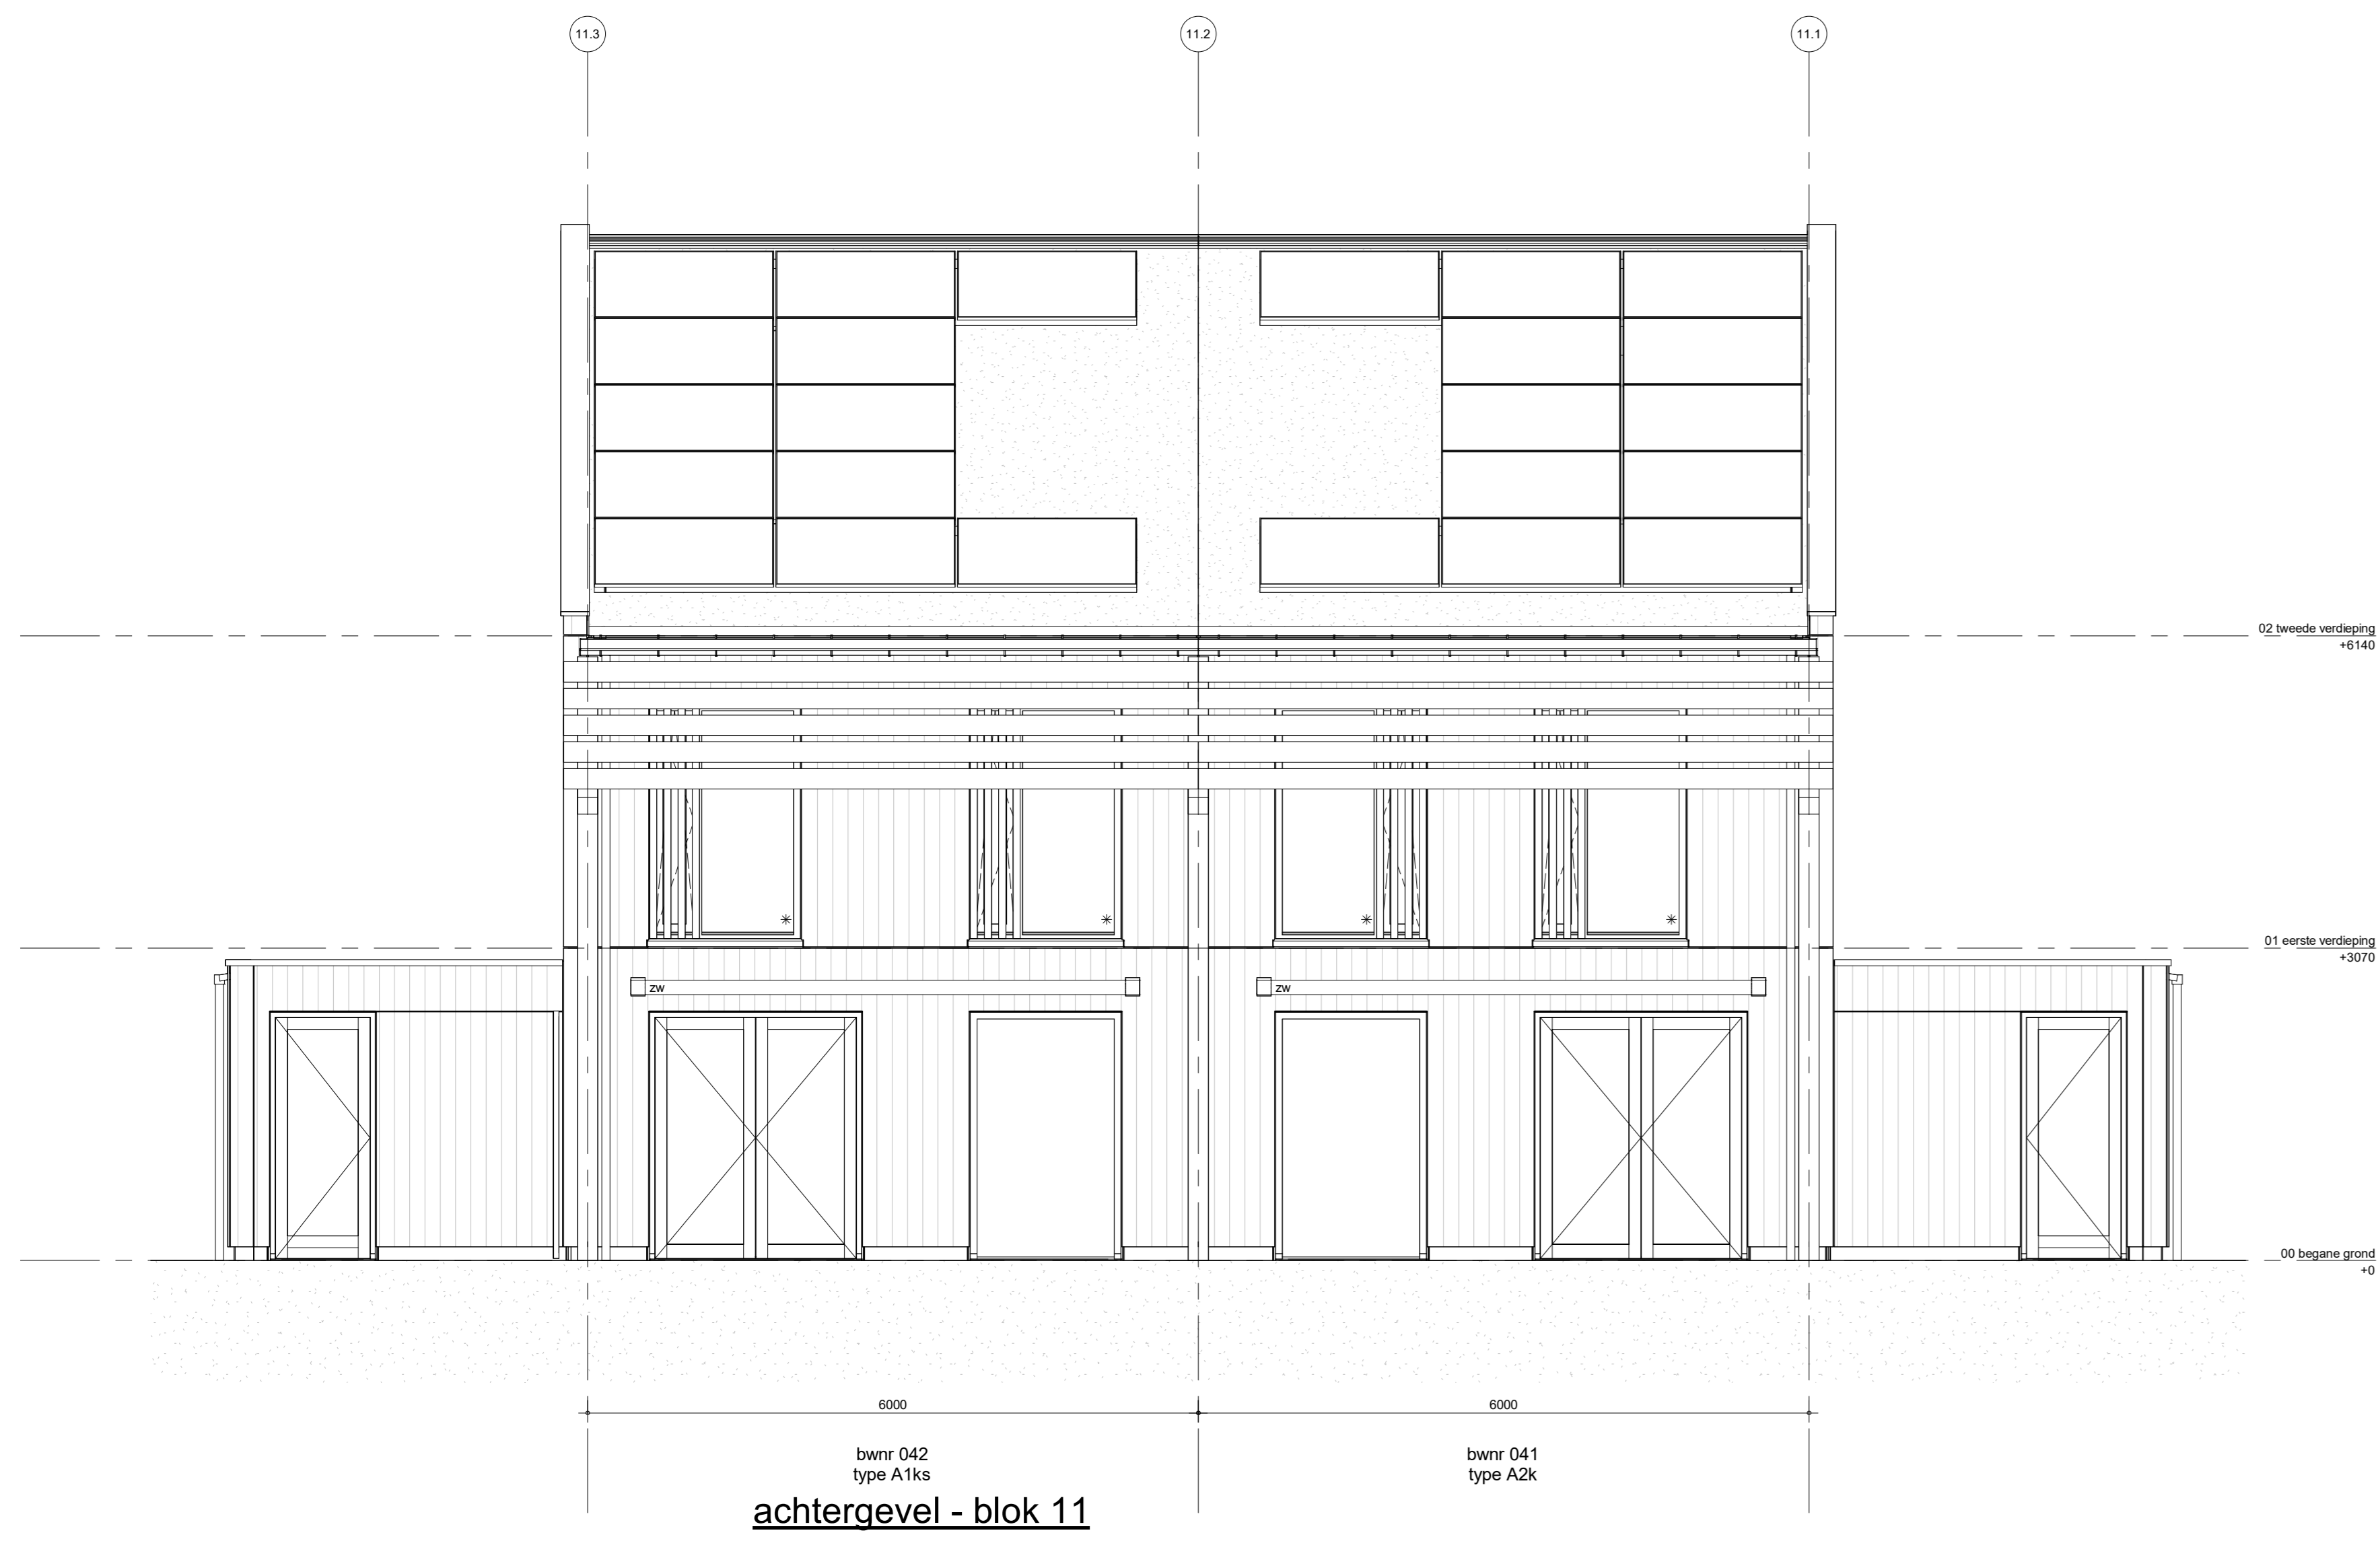 11.3
11.2
11.1
02 tweede verdieping
+6140
01 eerste verdieping
+3070
zw
zw
00 begane grond
+0
6000
6000
bwnr 042
type A1ks
bwnr 041
type A2k
achtergevel - blok 11